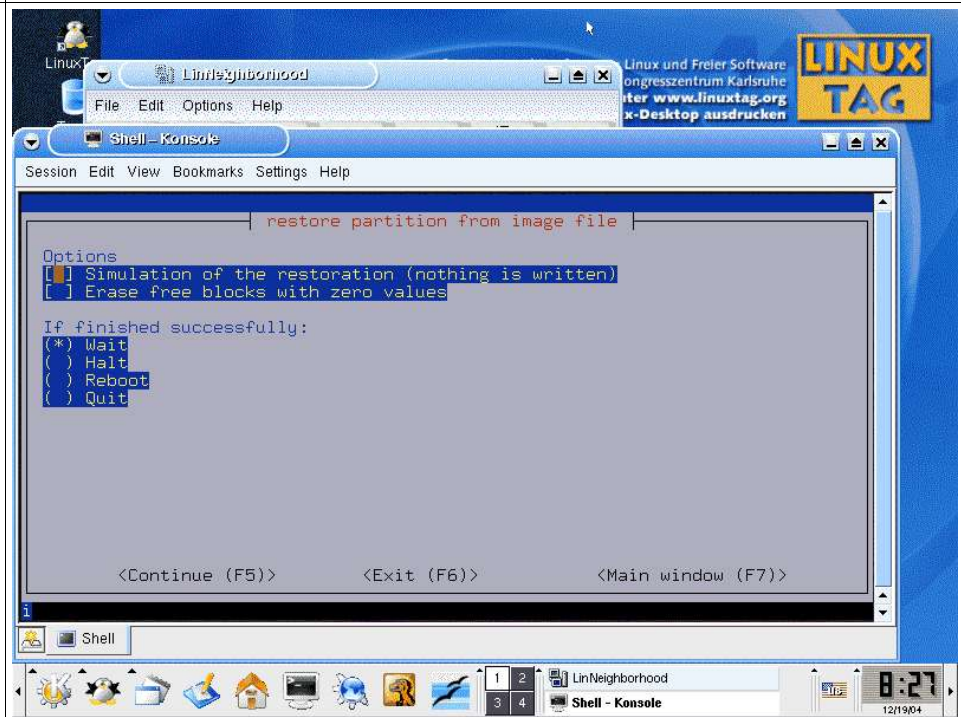 LinuxT
LinNeighborhood
File Edit Options Help
Linux und Freier Software
ongresszentrum Karlsruhe
ter www.linuxtag.org
x-Desktop ausdrucken
LINUX
TAG
Shell – Konsole
Session Edit View Bookmarks Settings Help
restore partition from image file
Options
[ ] Simulation of the restoration (nothing is written)
[ ] Erase free blocks with zero values
If finished successfully:
(*) Wait
( ) Halt
( ) Reboot
( ) Quit
<Continue (F5)> <Exit (F6)> <Main window (F7)>
i
Shell
1 2
3 4
LinNeighborhood
Shell - Konsole
8:27
12/19/04